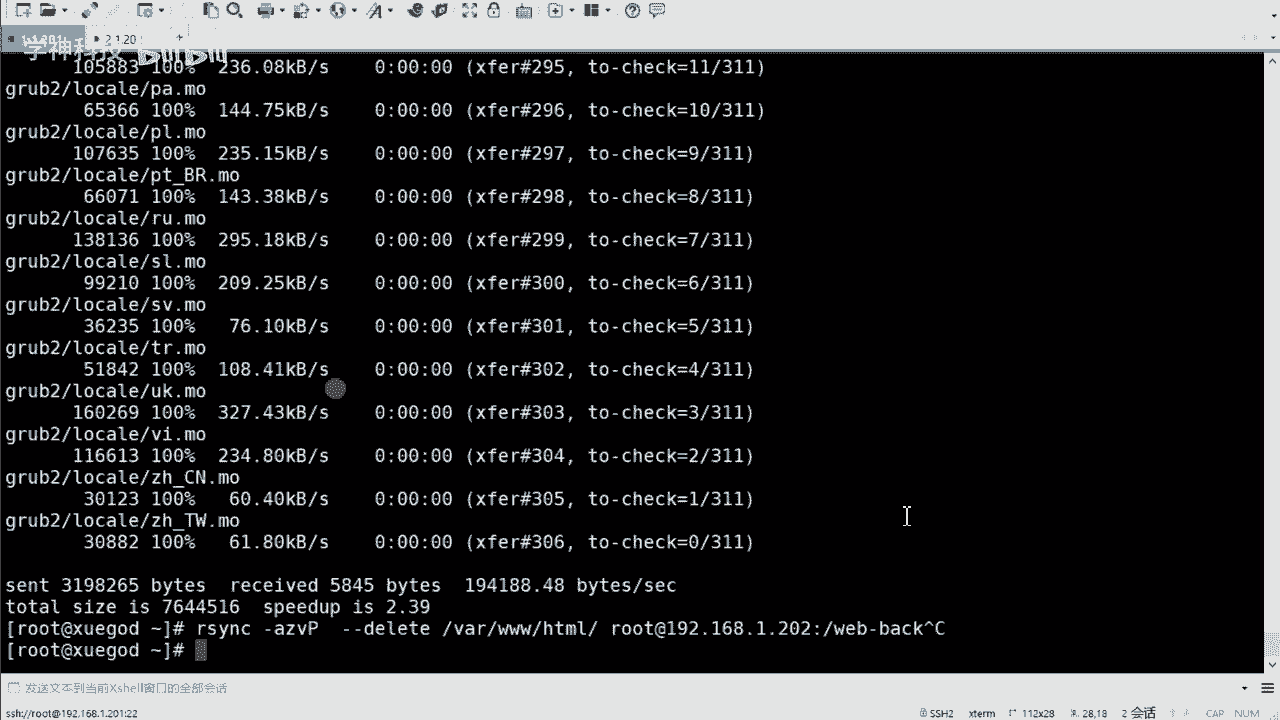 学神科技 bilibili
1 1.201
2 1.20
105883 100%  236.08kB/s    0:00:00 (xfer#295, to-check=11/311)
grub2/locale/pa.mo
65366 100%  144.75kB/s    0:00:00 (xfer#296, to-check=10/311)
grub2/locale/pl.mo
107635 100%  235.15kB/s    0:00:00 (xfer#297, to-check=9/311)
grub2/locale/pt_BR.mo
66071 100%  143.38kB/s    0:00:00 (xfer#298, to-check=8/311)
grub2/locale/ru.mo
138136 100%  295.18kB/s    0:00:00 (xfer#299, to-check=7/311)
grub2/locale/sl.mo
99210 100%  209.25kB/s    0:00:00 (xfer#300, to-check=6/311)
grub2/locale/sv.mo
36235 100%   76.10kB/s    0:00:00 (xfer#301, to-check=5/311)
grub2/locale/tr.mo
51842 100%  108.41kB/s    0:00:00 (xfer#302, to-check=4/311)
grub2/locale/uk.mo
160269 100%  327.43kB/s    0:00:00 (xfer#303, to-check=3/311)
grub2/locale/vi.mo
116613 100%  234.80kB/s    0:00:00 (xfer#304, to-check=2/311)
grub2/locale/zh_CN.mo
30123 100%   60.40kB/s    0:00:00 (xfer#305, to-check=1/311)
grub2/locale/zh_TW.mo
30882 100%   61.80kB/s    0:00:00 (xfer#306, to-check=0/311)
sent 3198265 bytes  received 5845 bytes  194188.48 bytes/sec
total size is 7644516  speedup is 2.39
[root@xuegod ~]# rsync -azvP  --delete /var/www/html/ root@192.168.1.202:/web-back^C
[root@xuegod ~]#
发送文本到当前Xshell窗口的全部会话
ssh://root@192.168.1.201:22 SSH2 xterm 112x28 28,18 2 会话 CAP NUM